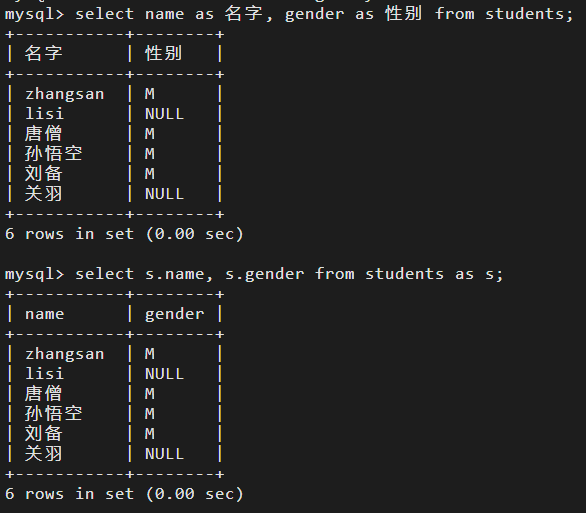 mysql> select name as 名字, gender as 性别 from students;
+-----------+--------+
| 名字      | 性别   |
+-----------+--------+
| zhangsan  | M      |
| lisi      | NULL   |
| 唐僧      | M      |
| 孙悟空    | M      |
| 刘备      | M      |
| 关羽      | NULL   |
+-----------+--------+
6 rows in set (0.00 sec)
mysql> select s.name, s.gender from students as s;
+-----------+--------+
| name      | gender |
+-----------+--------+
| zhangsan  | M      |
| lisi      | NULL   |
| 唐僧      | M      |
| 孙悟空    | M      |
| 刘备      | M      |
| 关羽      | NULL   |
+-----------+--------+
6 rows in set (0.00 sec)